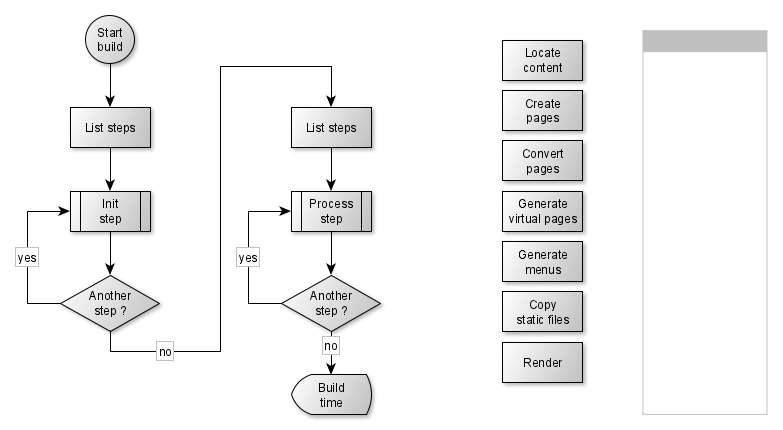 Start
build
List steps
Init
step
yes
Another
step ?
no
List steps
Process
step
yes
Another
step ?
no
Build
time
Locate
content
Create
pages
Convert
pages
Generate
virtual pages
Generate
menus
Copy
static files
Render